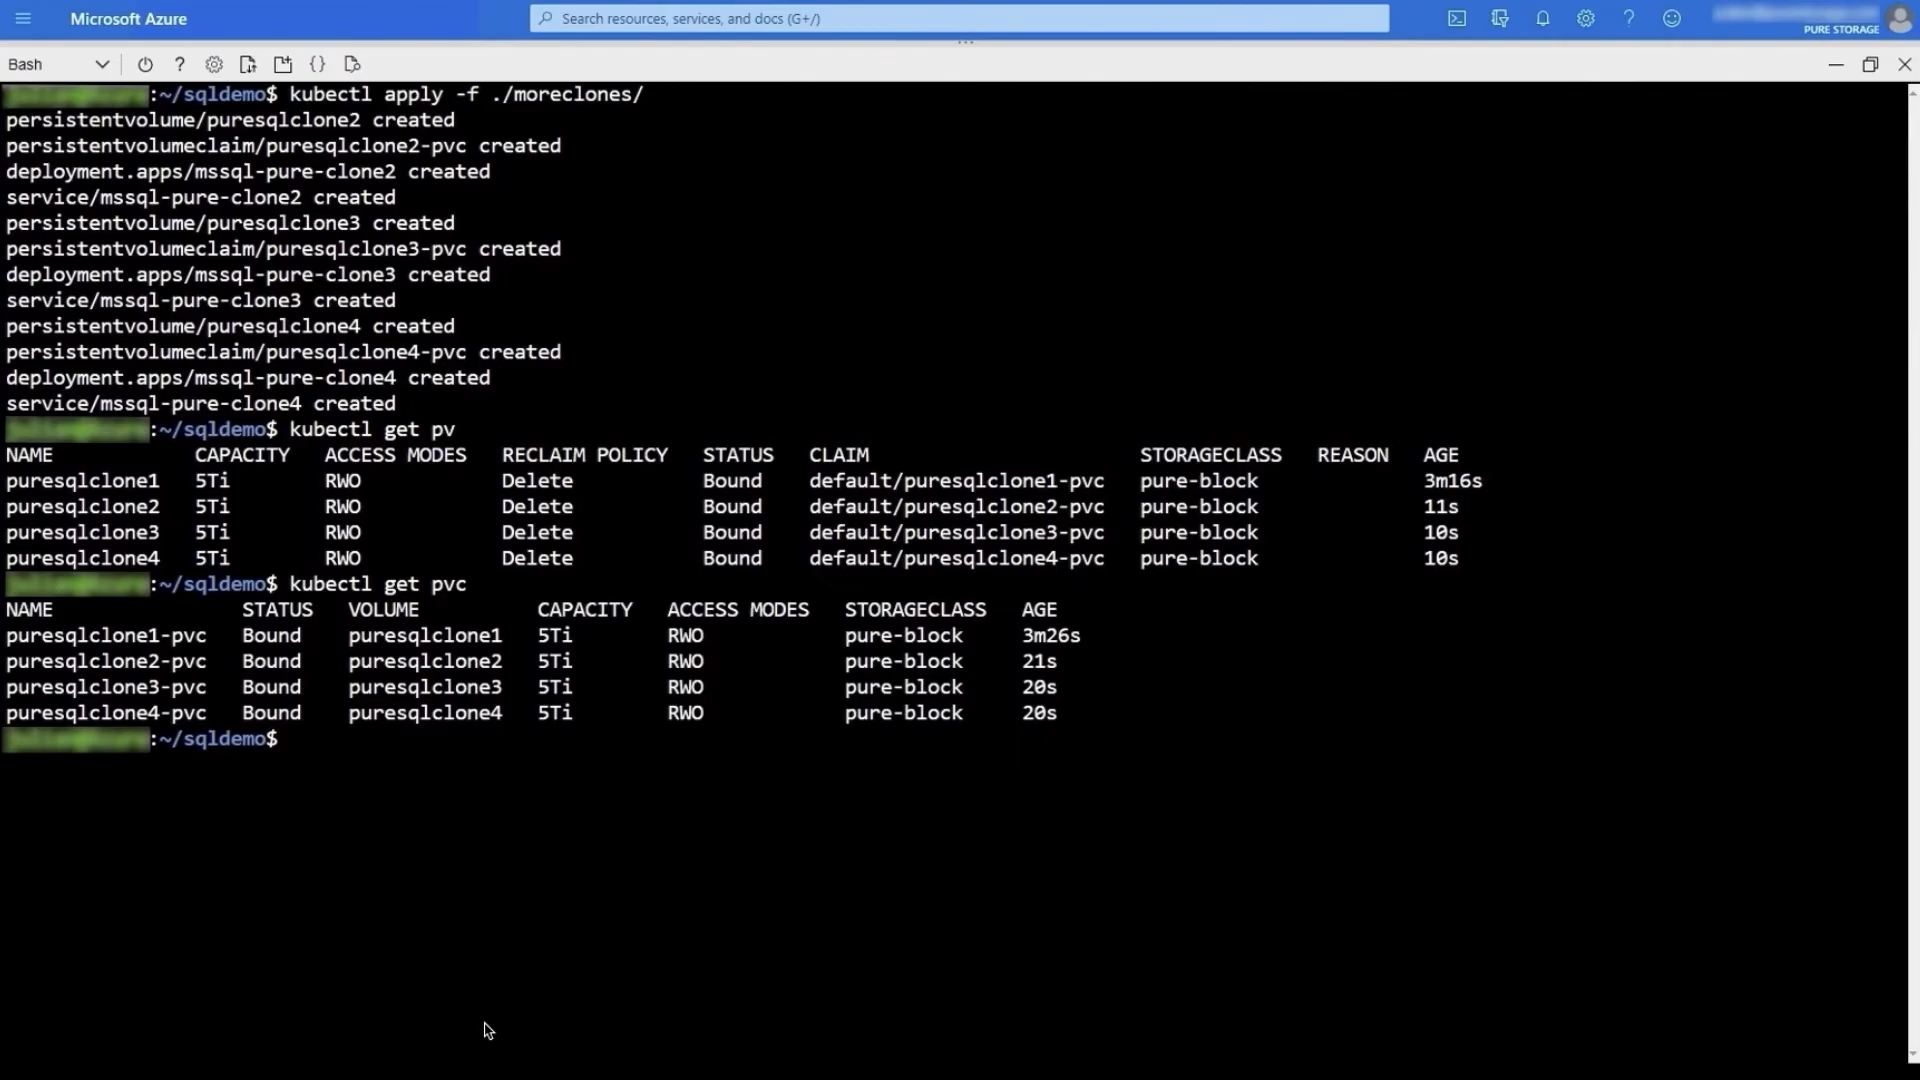 Microsoft Azure
Search resources, services, and docs (G+/)
PURE STORAGE
Bash
:~/sqldemo$ kubectl apply -f ./moreclones/
persistentvolume/puresqlclone2 created
persistentvolumeclaim/puresqlclone2-pvc created
deployment.apps/mssql-pure-clone2 created
service/mssql-pure-clone2 created
persistentvolume/puresqlclone3 created
persistentvolumeclaim/puresqlclone3-pvc created
deployment.apps/mssql-pure-clone3 created
service/mssql-pure-clone3 created
persistentvolume/puresqlclone4 created
persistentvolumeclaim/puresqlclone4-pvc created
deployment.apps/mssql-pure-clone4 created
service/mssql-pure-clone4 created
:~/sqldemo$ kubectl get pv
NAME CAPACITY ACCESS MODES RECLAIM POLICY STATUS CLAIM STORAGECLASS REASON AGE
puresqlclone1 5Ti RWO Delete Bound default/puresqlclone1-pvc pure-block 3m16s
puresqlclone2 5Ti RWO Delete Bound default/puresqlclone2-pvc pure-block 11s
puresqlclone3 5Ti RWO Delete Bound default/puresqlclone3-pvc pure-block 10s
puresqlclone4 5Ti RWO Delete Bound default/puresqlclone4-pvc pure-block 10s
:~/sqldemo$ kubectl get pvc
NAME STATUS VOLUME CAPACITY ACCESS MODES STORAGECLASS AGE
puresqlclone1-pvc Bound puresqlclone1 5Ti RWO pure-block 3m26s
puresqlclone2-pvc Bound puresqlclone2 5Ti RWO pure-block 21s
puresqlclone3-pvc Bound puresqlclone3 5Ti RWO pure-block 20s
puresqlclone4-pvc Bound puresqlclone4 5Ti RWO pure-block 20s
:~/sqldemo$